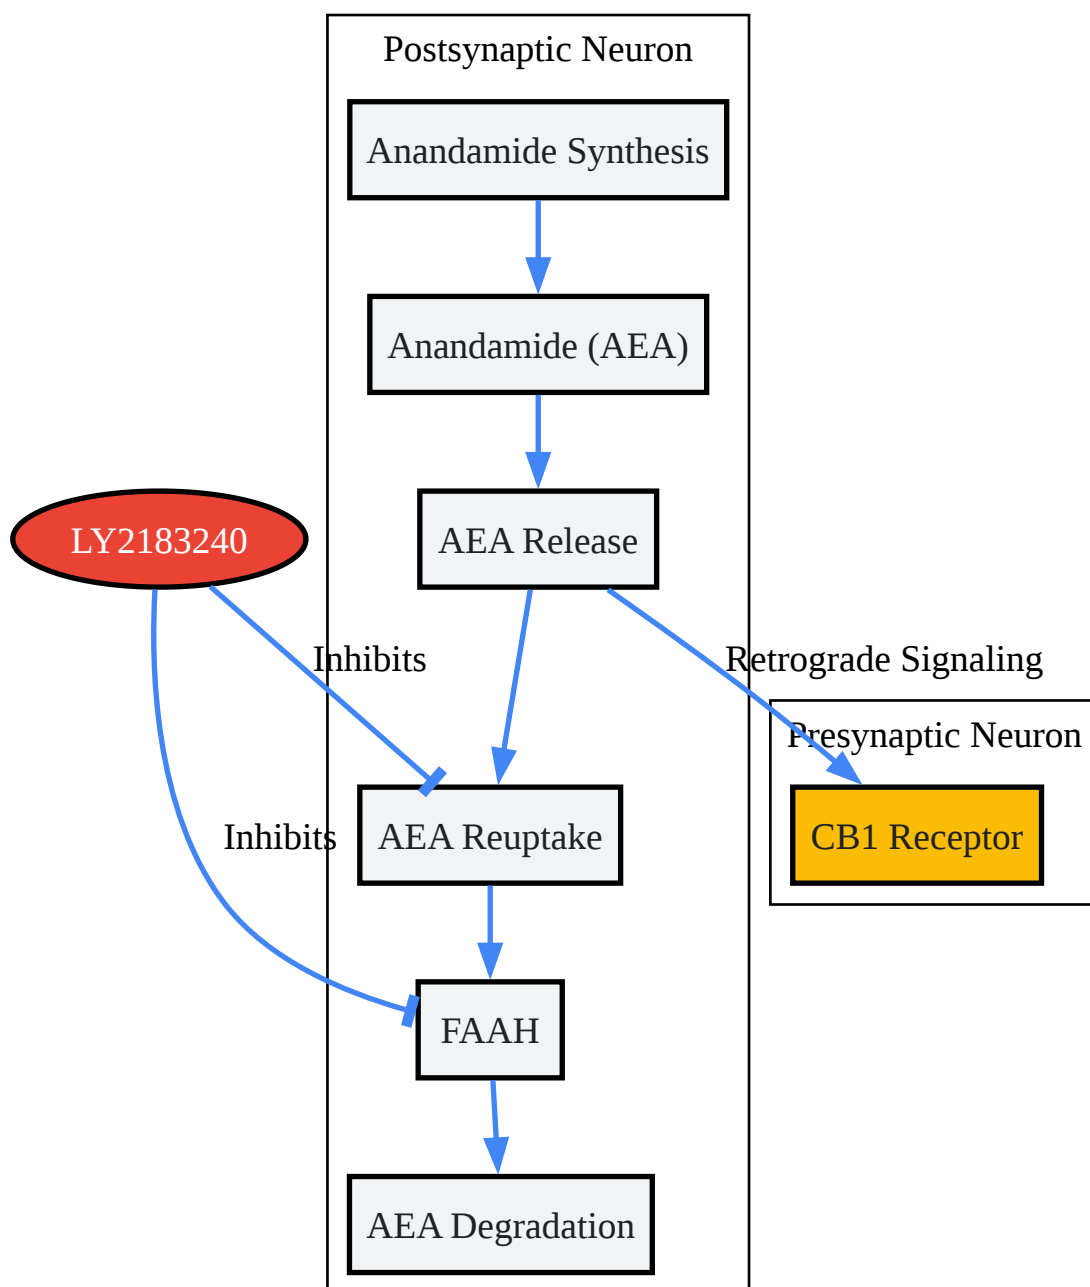 Postsynaptic Neuron
Anandamide Synthesis
Anandamide (AEA)
AEA Release
LY2183240
Inhibits
Retrograde Signaling
Presynaptic Neuron
AEA Reuptake
CB1 Receptor
Inhibits
FAAH
AEA Degradation